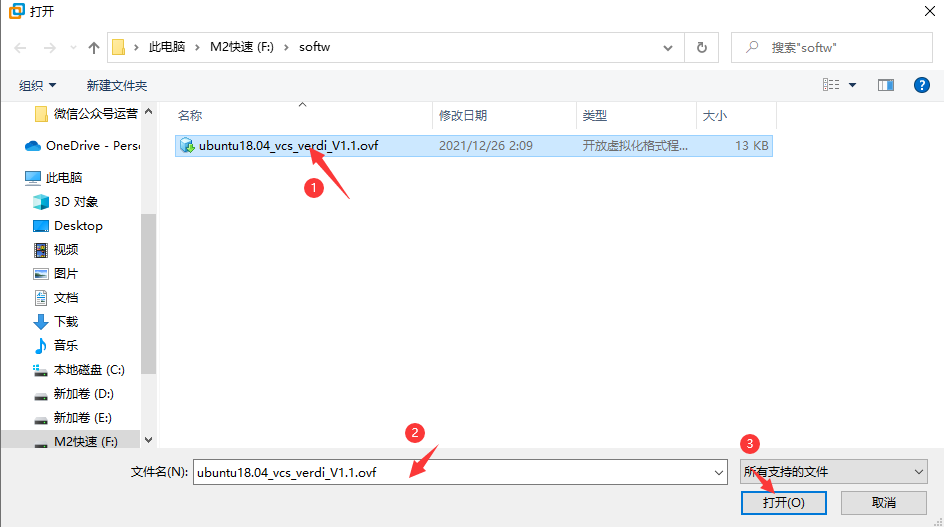 打开
此电脑 › M2快速 (F:) › softw
搜索"softw"
组织 新建文件夹
微信公众号运营
OneDrive - Perso
此电脑
3D 对象
Desktop
视频
图片
文档
下载
音乐
本地磁盘 (C:)
新加卷 (D:)
新加卷 (E:)
M2快速 (F:)
名称 修改日期 类型 大小
ubuntu18.04_vcs_verdi_V1.1.ovf 2021/12/26 2:09 开放虚拟化格式程... 13 KB
1
2
3
文件名(N): ubuntu18.04_vcs_verdi_V1.1.ovf 所有支持的文件
打开(O) 取消